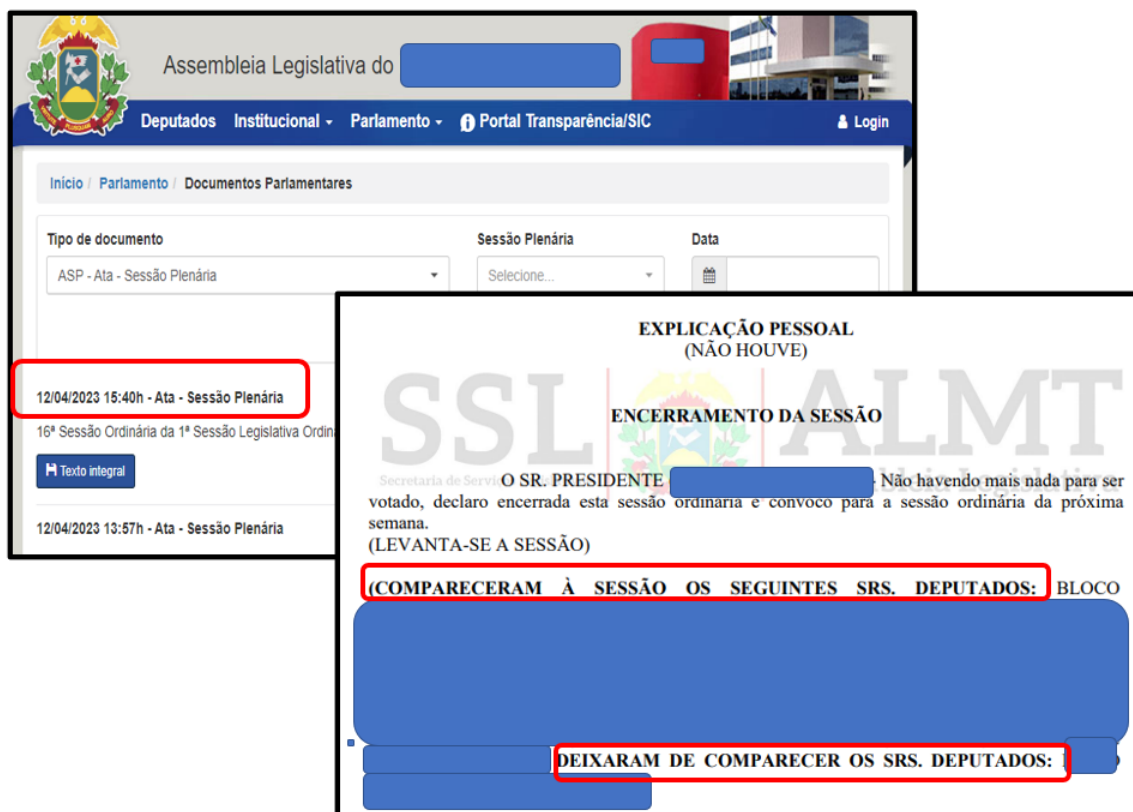 Assembleia Legislativa do
Deputados Institucional Parlamento Portal Transparência/SIC Login
Início / Parlamento / Documentos Parlamentares
Tipo de documento Sessão Plenária Data
ASP - Ata - Sessão Plenária Selecione...
12/04/2023 15:40h - Ata - Sessão Plenária
16ª Sessão Ordinária da 1ª Sessão Legislativa
Texto integral
12/04/2023 13:57h - Ata - Sessão Plenária
EXPLICAÇÃO PESSOAL
(NÃO HOUVE)
SSL ALMT
ENCERRAMENTO DA SESSÃO
Secretaria de
O SR. PRESIDENTE Não havendo mais nada para ser
votado, declaro encerrada esta sessão ordinária e convoco para a sessão ordinária da próxima
semana.
(LEVANTA-SE A SESSÃO)
(COMPARECERAM À SESSÃO OS SEGUINTES SRS. DEPUTADOS: BLOCO
DEIXARAM DE COMPARECER OS SRS. DEPUTADOS: